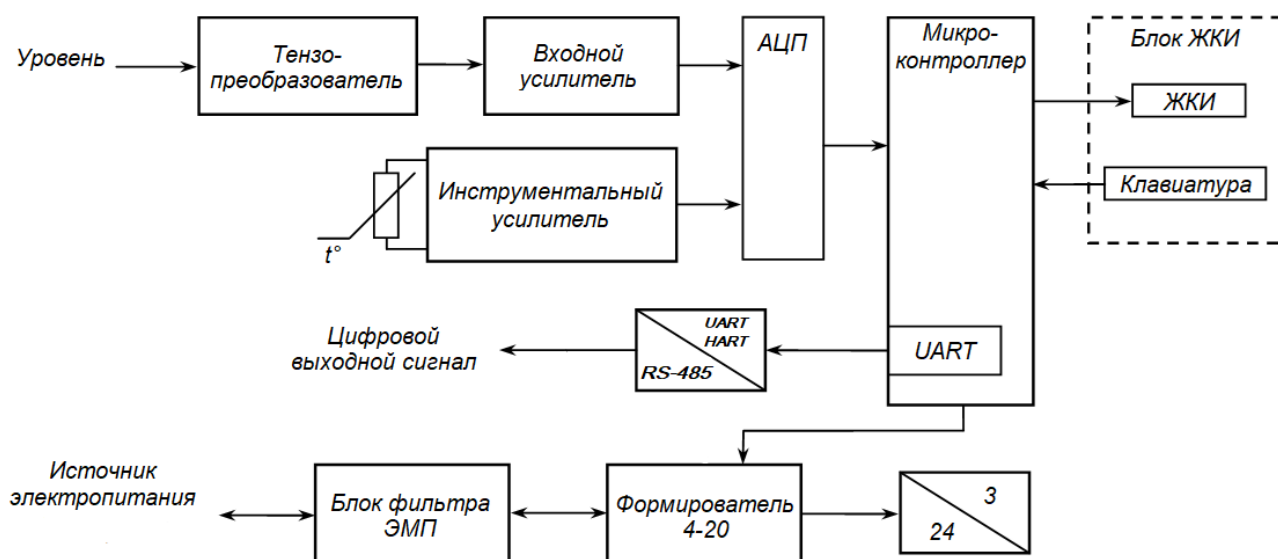 Уровень
Тензо-
преобразователь
Входной
усилитель
АЦП
Микро-
контроллер
Блок ЖКИ
ЖКИ
Клавиатура
Инструментальный
усилитель
t°
Цифровой
выходной сигнал
UART
HART
RS-485
UART
Источник
электропитания
Блок фильтра
ЭМП
Формирователь
4-20
3
24